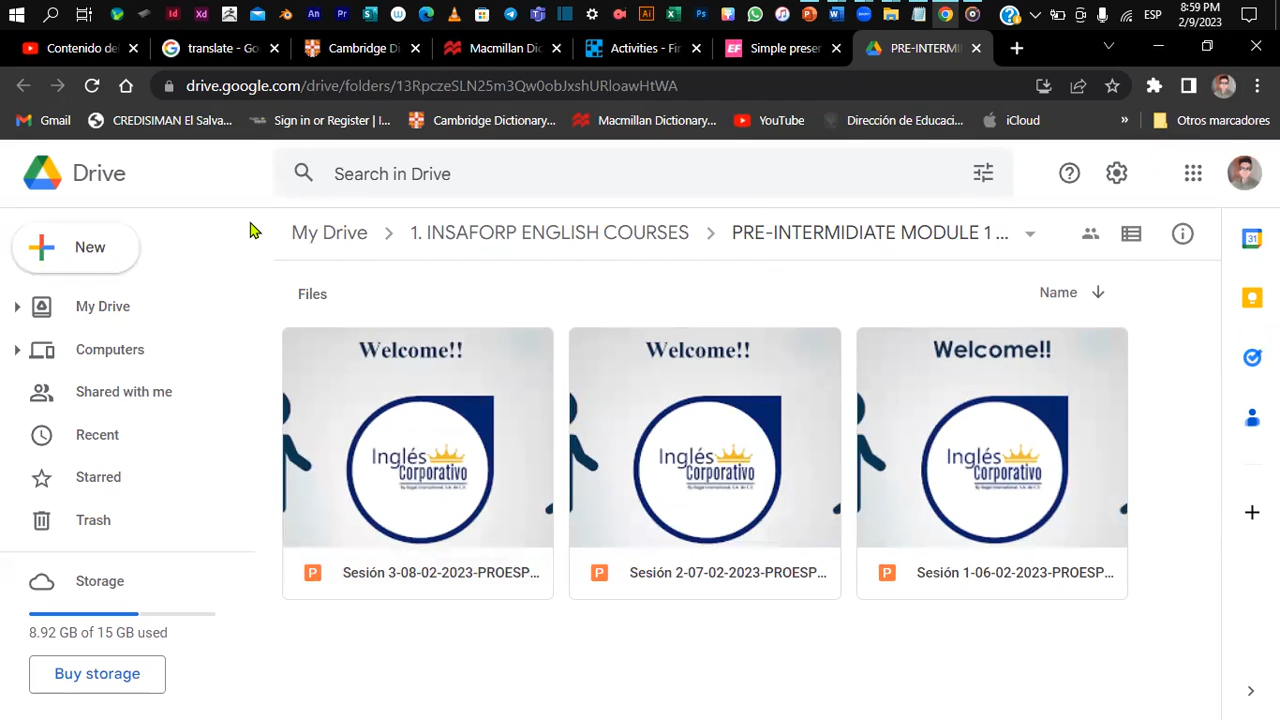 8:59 PM
ESP
2/9/2023
Contenido de
translate - Go
Cambridge Di
Macmillan Dic
Activities - Fir
Simple preser
PRE-INTERMI
drive.google.com/drive/folders/13RpczeSLN25m3Qw0obJxshURloawHtWA
Gmail
CREDISIMAN El Salva...
Sign in or Register | I...
Cambridge Dictionary...
Macmillan Dictionary...
YouTube
Dirección de Educaci...
iCloud
»
Otros marcadores
Drive
Search in Drive
New
My Drive > 1. INSAFORP ENGLISH COURSES > PRE-INTERMIDIATE MODULE 1 ...
My Drive
Computers
Shared with me
Recent
Starred
Trash
Storage
8.92 GB of 15 GB used
Buy storage
Files
Name
Welcome!!
Inglés
Corporativo
Sesión 3-08-02-2023-PROESP...
Welcome!!
Inglés
Corporativo
Sesión 2-07-02-2023-PROESP...
Welcome!!
Inglés
Corporativo
Sesión 1-06-02-2023-PROESP...